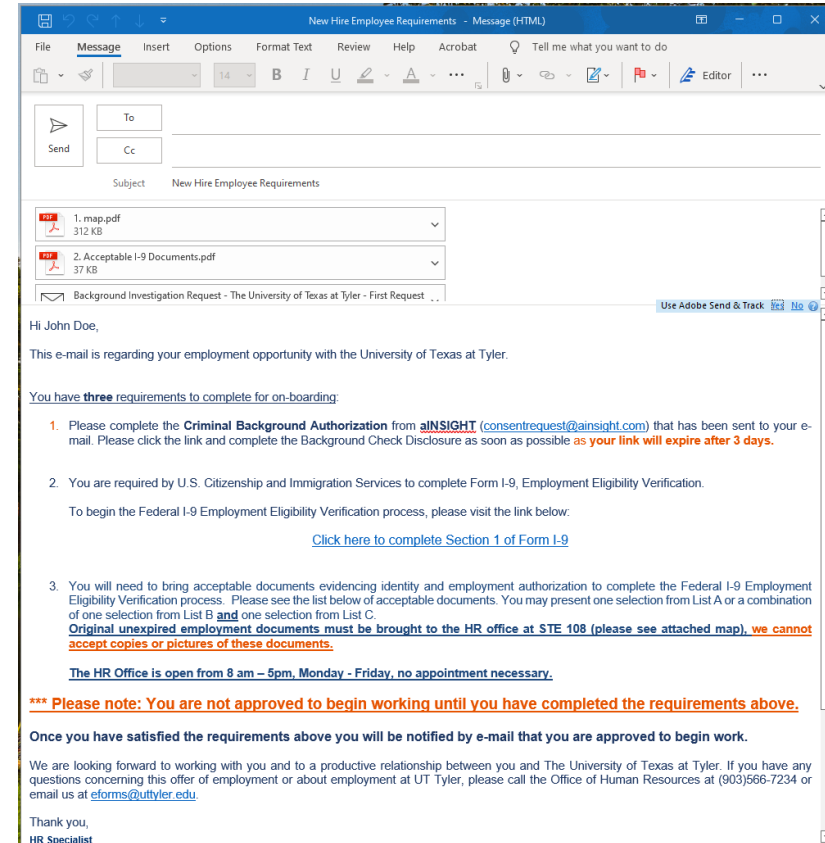 New Hire Employee Requirements - Message (HTML)
File Message Insert Options Format Text Review Help Acrobat Tell me what you want to do
14 B I U A Editor
To
Send
Cc
Subject New Hire Employee Requirements
1. map.pdf
312 KB
2. Acceptable I-9 Documents.pdf
37 KB
Background Investigation Request - The University of Texas at Tyler - First Request
Use Adobe Send & Track Yes No
Hi John Doe,
This e-mail is regarding your employment opportunity with the University of Texas at Tyler.
You have three requirements to complete for on-boarding:
1. Please complete the Criminal Background Authorization from aINSIGHT (consentrequest@ainsight.com) that has been sent to your e-
mail. Please click the link and complete the Background Check Disclosure as soon as possible as your link will expire after 3 days.
2. You are required by U.S. Citizenship and Immigration Services to complete Form I-9, Employment Eligibility Verification.
To begin the Federal I-9 Employment Eligibility Verification process, please visit the link below:
Click here to complete Section 1 of Form I-9
3. You will need to bring acceptable documents evidencing identity and employment authorization to complete the Federal I-9 Employment
Eligibility Verification process. Please see the list below of acceptable documents. You may present one selection from List A or a combination
of one selection from List B and one selection from List C.
Original unexpired employment documents must be brought to the HR office at STE 108 (please see attached map), we cannot
accept copies or pictures of these documents.
The HR Office is open from 8 am – 5pm, Monday - Friday, no appointment necessary.
*** Please note: You are not approved to begin working until you have completed the requirements above.
Once you have satisfied the requirements above you will be notified by e-mail that you are approved to begin work.
We are looking forward to working with you and to a productive relationship between you and The University of Texas at Tyler. If you have any
questions concerning this offer of employment or about employment at UT Tyler, please call the Office of Human Resources at (903)566-7234 or
email us at eforms@uttyler.edu.
Thank you,
HR Specialist